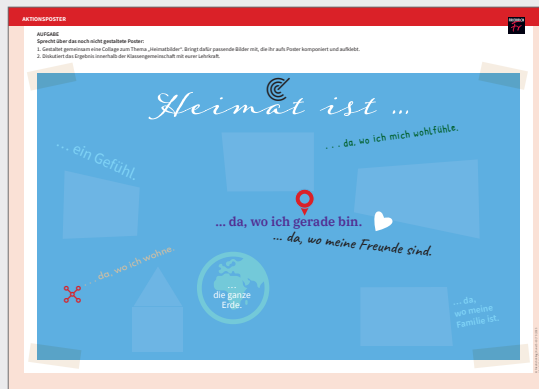 AKTIONSPOSTER
AUFGABE
Sprecht über das noch nicht gestaltete Poster:
1. Gestaltet gemeinsam eine Collage zum Thema „Heimatbilder“. Bringt dafür passende Bilder mit, die ihr aufs Poster komponiert und aufklebt.
2. Diskutiert das Ergebnis innerhalb der Klassengemeinschaft mit eurer Lehrkraft.
Heimat ist ...
... ein Gefühl.
. . . da, wo ich mich wohlfühle.
... da, wo ich gerade bin.
... da, wo meine Freunde sind.
. . . da, wo ich wohne.
...
die ganze
Erde.
... da,
wo meine
Familie ist.